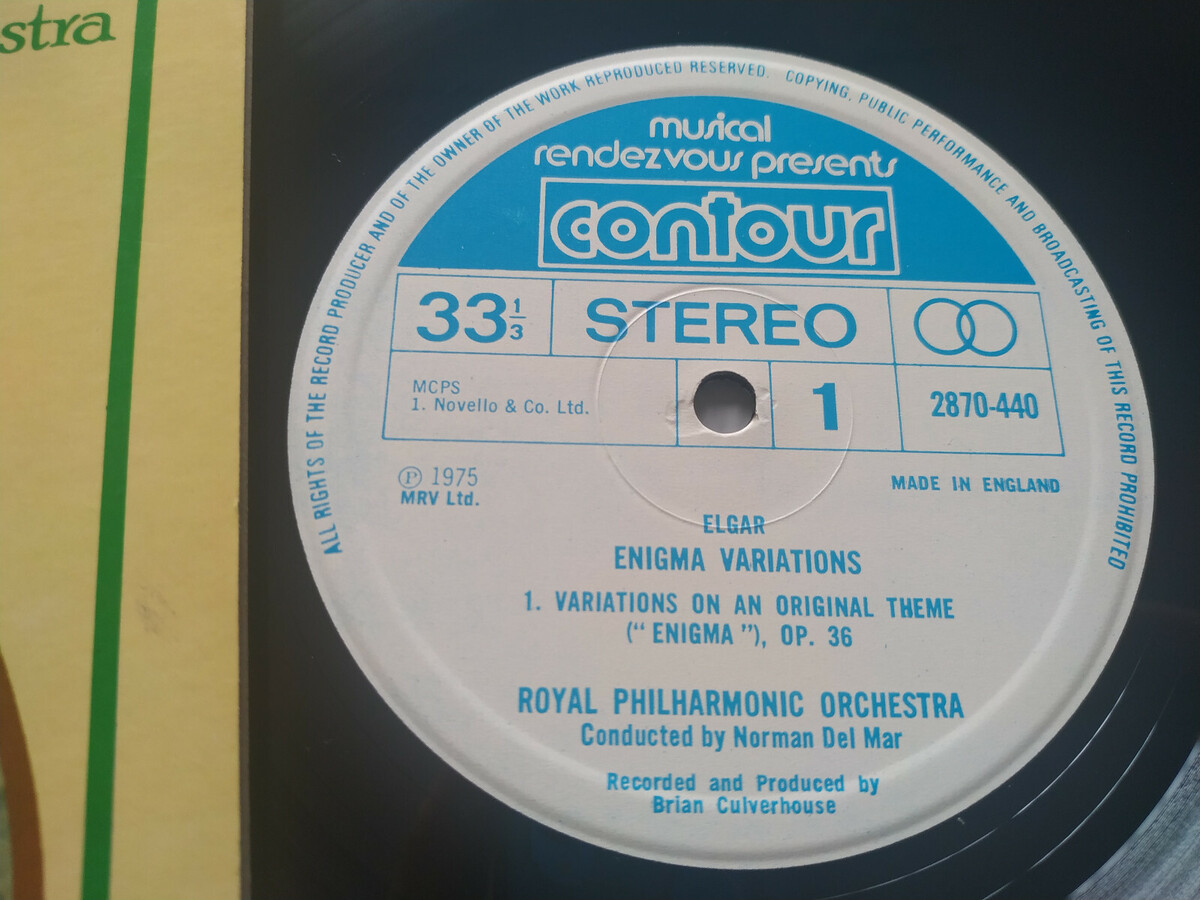 stra
ALL RIGHTS OF THE RECORD PRODUCER AND OF THE OWNER OF THE WORK REPRODUCED RESERVED. COPYING, PUBLIC PERFORMANCE AND BROADCASTING OF THIS RECORD PROHIBITED
musical
rendezvous presents
contour
33 1/3
STEREO
MCPS
1. Novello & Co. Ltd.
1
2870-440
Ⓟ 1975
MRV Ltd.
MADE IN ENGLAND
ELGAR
ENIGMA VARIATIONS
1. VARIATIONS ON AN ORIGINAL THEME
("ENIGMA"), OP. 36
ROYAL PHILHARMONIC ORCHESTRA
Conducted by Norman Del Mar
Recorded and Produced by
Brian Culverhouse